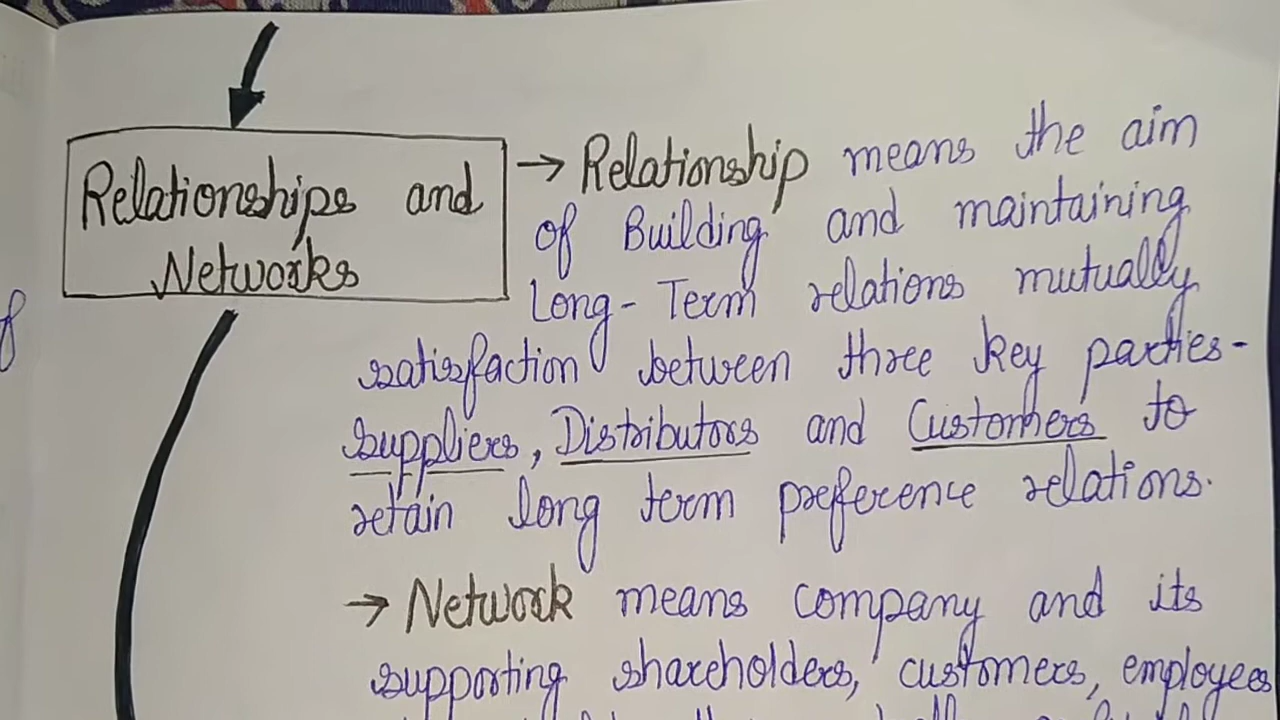 Relationships and
Networks
→ Relationship means the aim
of Building and maintaining
Long-Term relations mutually
satisfaction between three key parties-
suppliers, Distributors and Customers to
retain long term preference relations.
→ Network means company and its
supporting shareholders, customers, employees